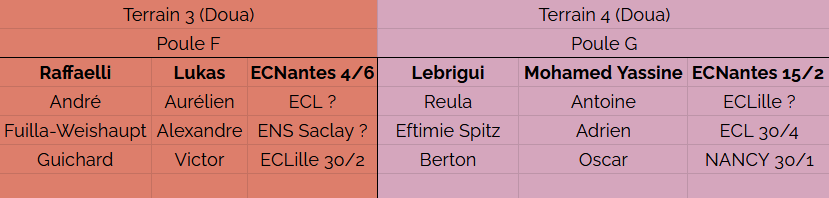 Terrain 3 (Doua) Terrain 4 (Doua)
Poule F Poule G
Raffaelli Lukas ECNantes 4/6 Lebrigui Mohamed Yassine ECNantes 15/2
André Aurélien ECL ? Reula Antoine ECLille ?
Fuilla-Weishaupt Alexandre ENS Saclay ? Eftimie Spitz Adrien ECL 30/4
Guichard Victor ECLille 30/2 Berton Oscar NANCY 30/1